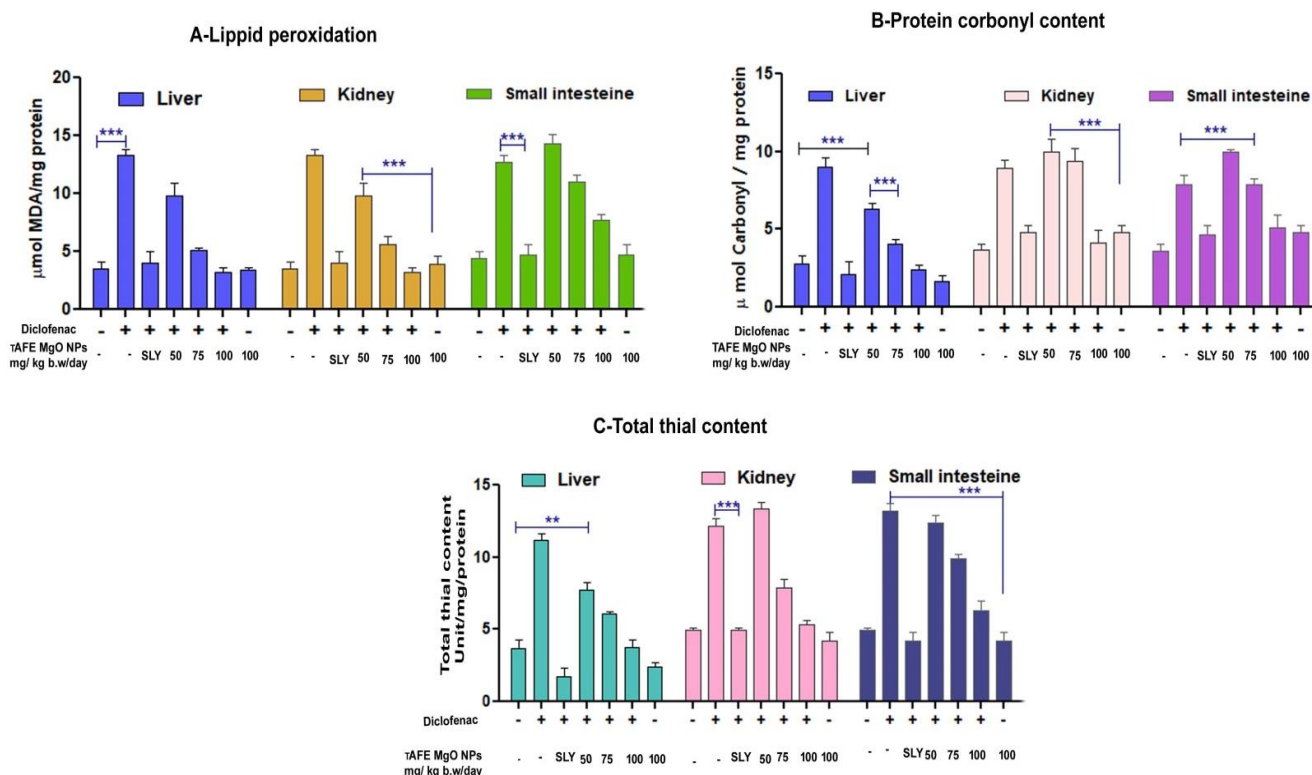 A-Lippid peroxidation
20
15
10
5
0
μmol MDA/mg protein
Liver
Kidney
Small intesteine
***
***
***
Diclofenac - + + + + + - - + + + + + - - + + + + + -
TAFE MgO NPs
mg/ kg b.w/day
- - SLY 50 75 100 100 - - SLY 50 75 100 100 - - SLY 50 75 100 100
B-Protein corbonyl content
15
10
5
0
μ mol Carbonyl / mg protein
Liver
Kidney
Small intesteine
***
***
***
***
Diclofenac - + + + + + - - + + + + + - - + + + + + -
TAFE MgO NPs
mg/ kg b.w/day
- - SLY 50 75 100 100 - - SLY 50 75 100 100 - - SLY 50 75 100 100
C-Total thial content
15
10
5
0
Total thial content
Unit/mg/protein
Liver
Kidney
Small intesteine
**
***
***
Diclofenac - + + + + + - - + + + + + - - + + + + + -
TAFE MgO NPs
mg/ kg b.w/day
- - SLY 50 75 100 100 - - SLY 50 75 100 100 - - SLY 50 75 100 100